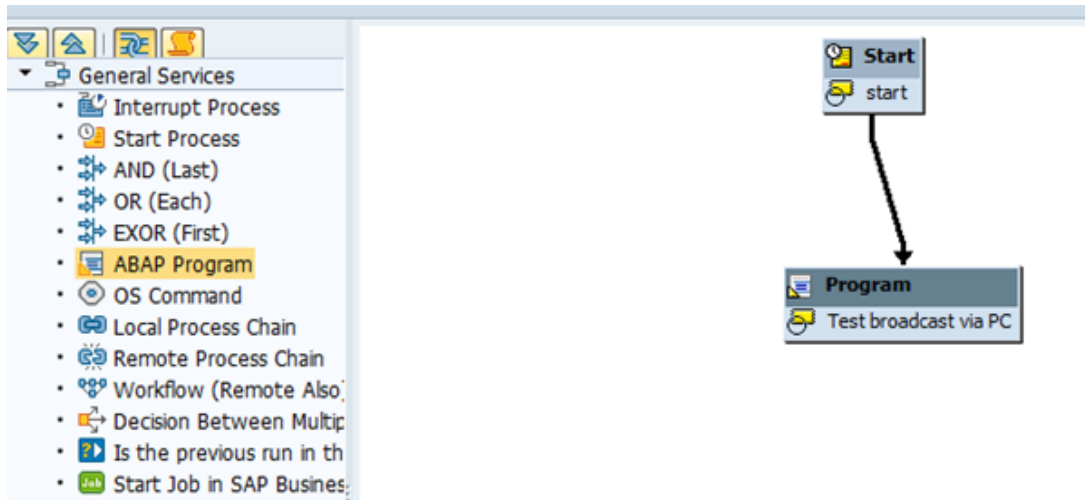 General Services
Interrupt Process
Start Process
AND (Last)
OR (Each)
EXOR (First)
ABAP Program
OS Command
Local Process Chain
Remote Process Chain
Workflow (Remote Also)
Decision Between Multip
Is the previous run in th
Job
Start Job in SAP Busines
Start
start
Program
Test broadcast via PC